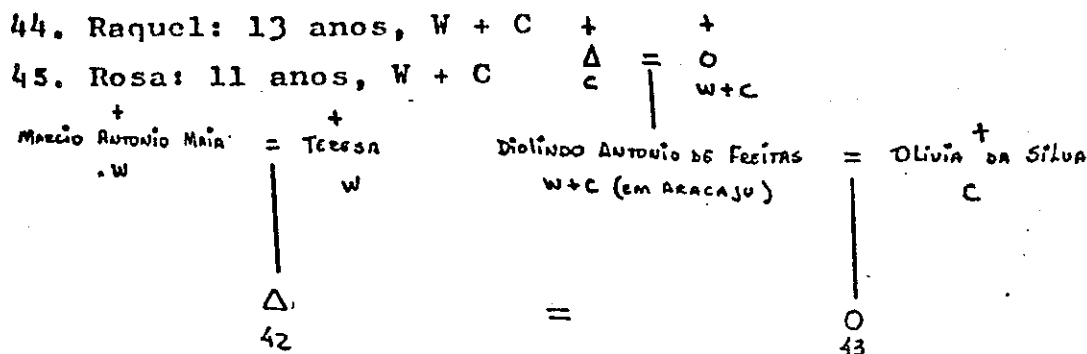 44. Raquel: 13 anos, W + C + +
45. Rosa: 11 anos, W + C Δ = O
C W+C
+ + +
MARCIO ANTONIO MAIA = TERESA DIOLINDO ANTONIO DE FREITAS = OLIVIA DA SILVA
W W W+C (EM ARACAJU) C
Δ = O
42 43